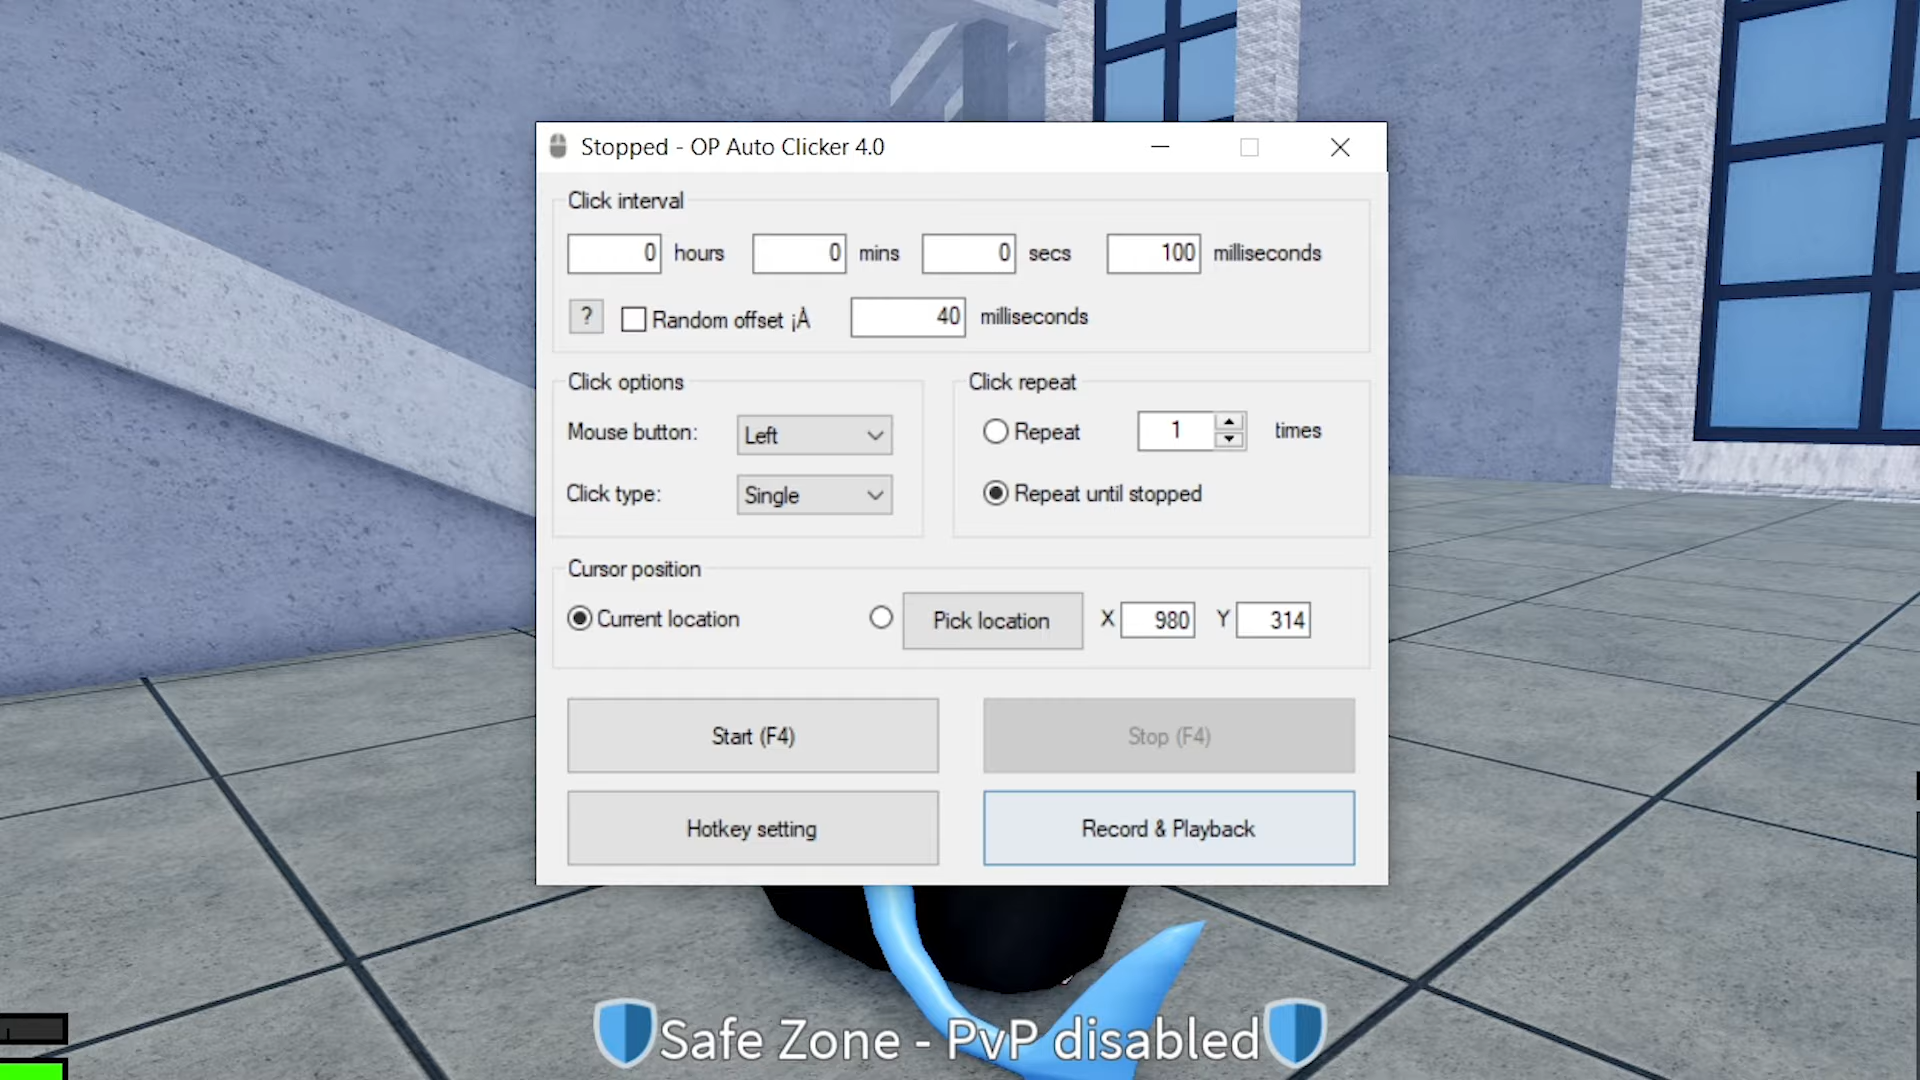 Stopped - OP Auto Clicker 4.0
Click interval
0 hours 0 mins 0 secs 100 milliseconds
? Random offset ¡À 40 milliseconds
Click options
Mouse button: Left
Click type: Single
Click repeat
Repeat 1 times
Repeat until stopped
Cursor position
Current location Pick location X 980 Y 314
Start (F4) Stop (F4)
Hotkey setting Record & Playback
Safe Zone - PvP disabled